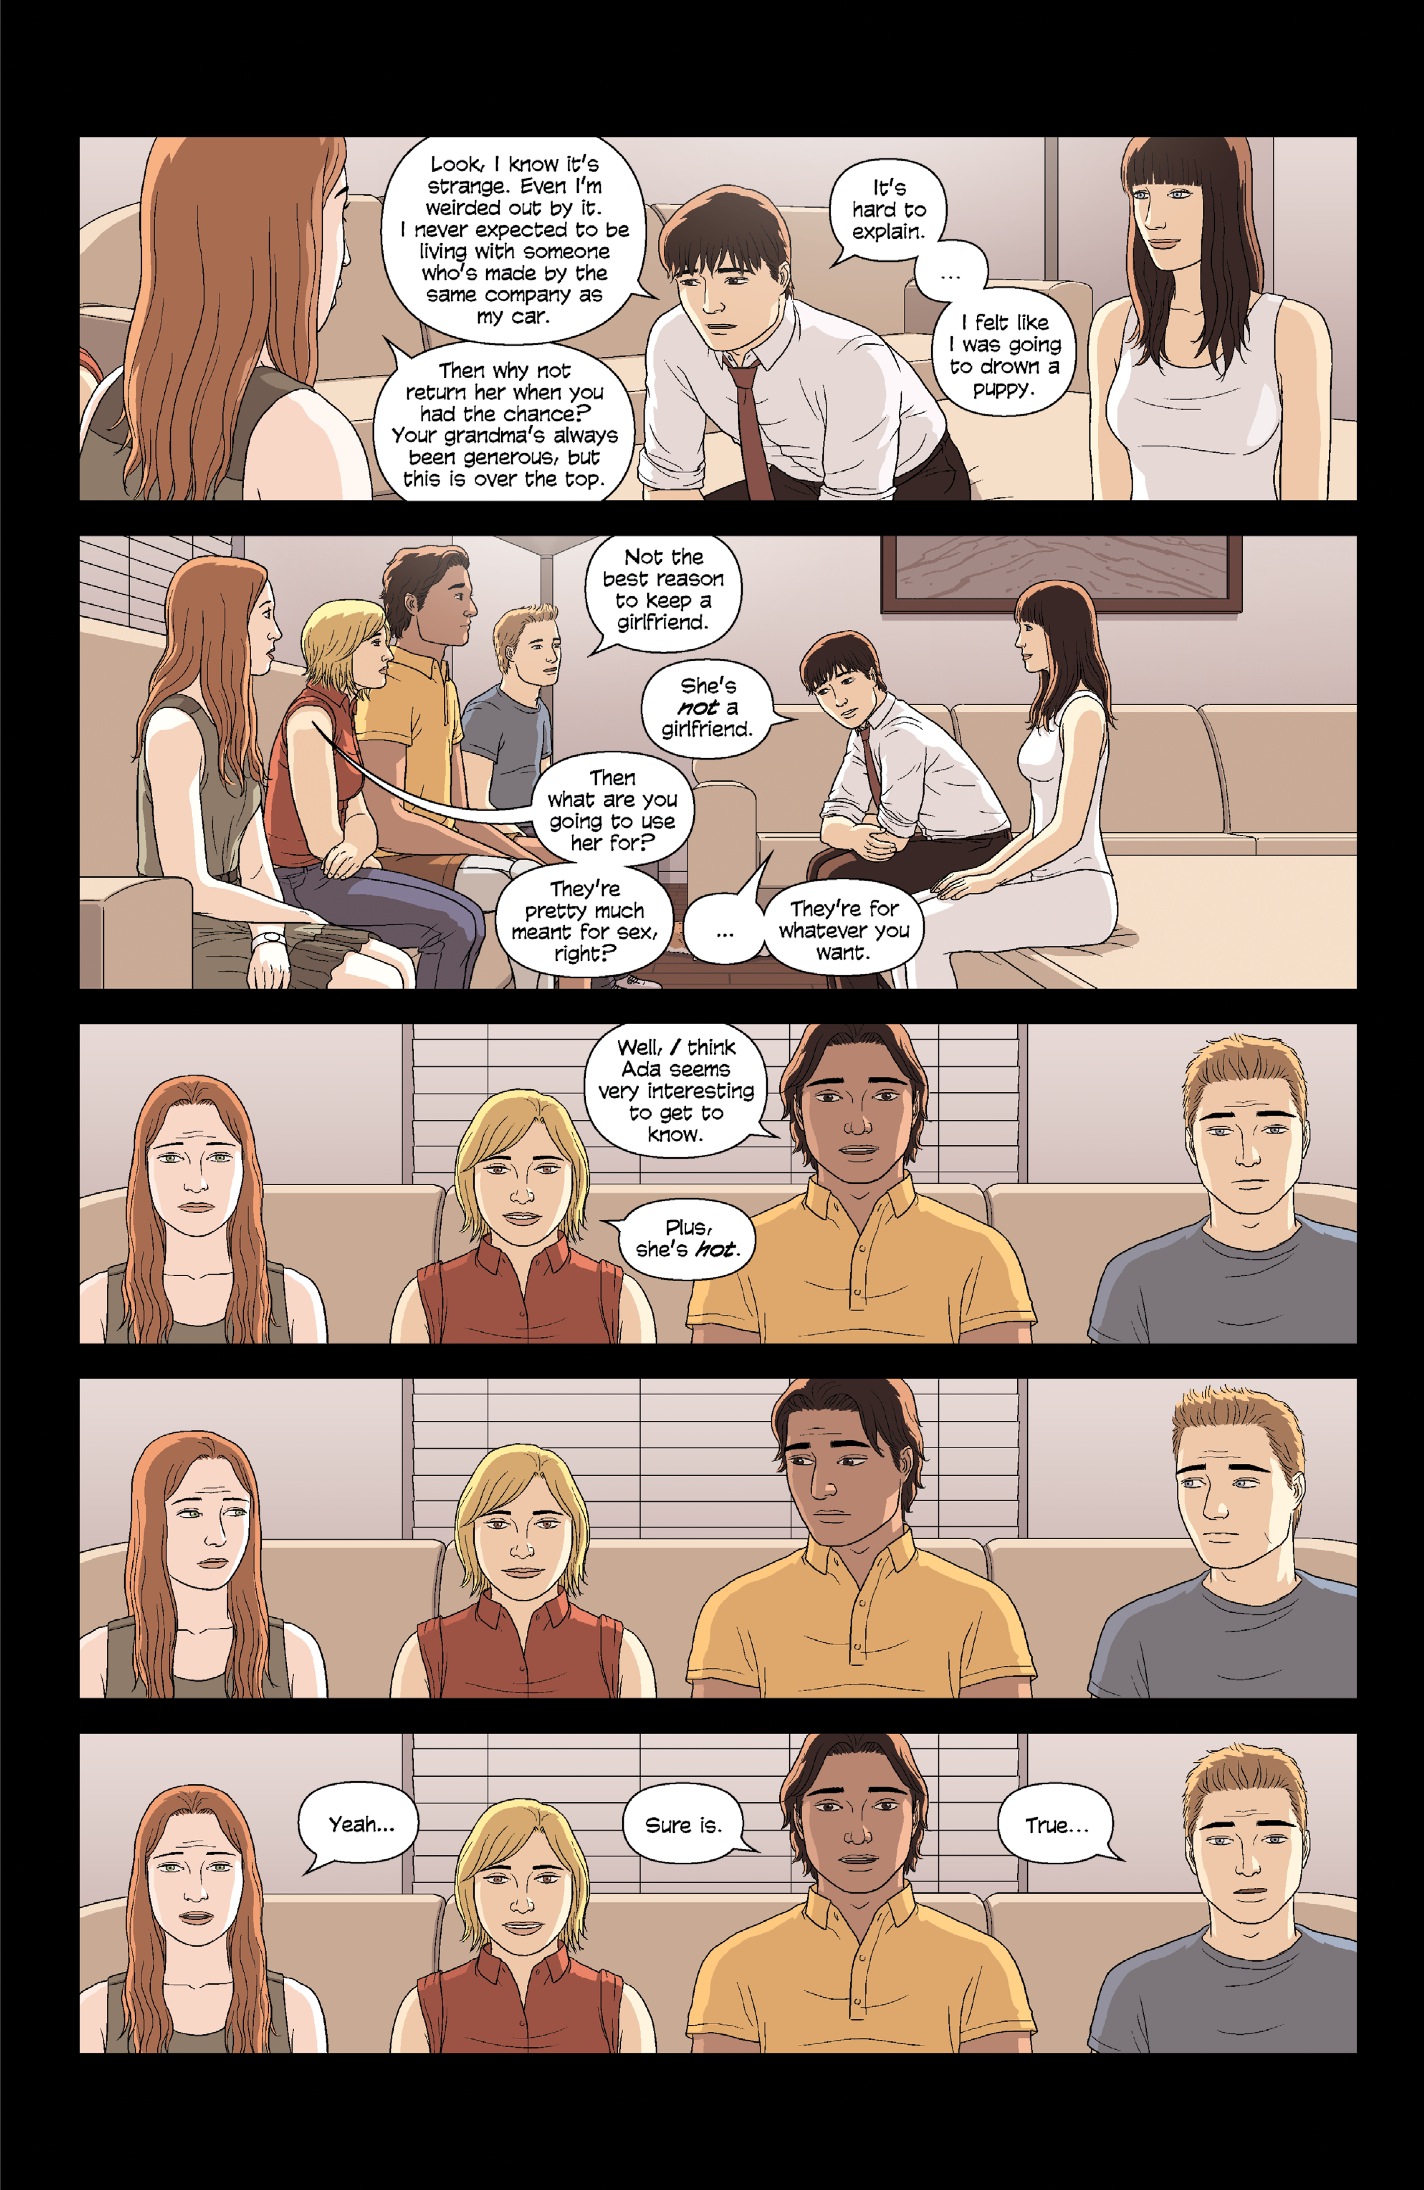 Look, I know it's
strange. Even I'm
weirded out by it.
I never expected to be
living with someone
who's made by the
same company as
my car.
Then why not
return her when you
had the chance?
Your grandma's always
been generous, but
this is over the top.
It's
hard to
explain.
...
I felt like
I was going
to drown a
puppy.
Not the
best reason
to keep a
girlfriend.
She's
not a
girlfriend.
Then
what are you
going to use
her for?
They're
pretty much
meant for sex,
right?
...
They're for
whatever you
want.
Well, I think
Ada seems
very interesting
to get to
know.
Plus,
she's hot.
Yeah...
Sure is.
True...